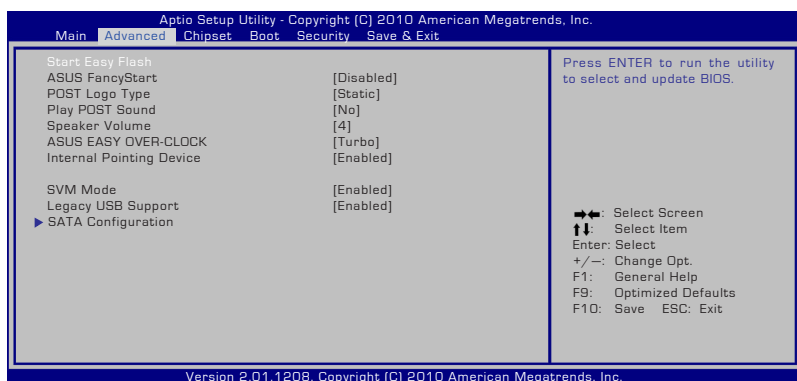 Aptio Setup Utility - Copyright (C) 2010 American Megatrends, Inc.
Main Advanced Chipset Boot Security Save & Exit
Start Easy Flash
ASUS FancyStart [Disabled]
POST Logo Type [Static]
Play POST Sound [No]
Speaker Volume [4]
ASUS EASY OVER-CLOCK [Turbo]
Internal Pointing Device [Enabled]
SVM Mode [Enabled]
Legacy USB Support [Enabled]
SATA Configuration
Press ENTER to run the utility
to select and update BIOS.
→←: Select Screen
↑↓: Select Item
Enter: Select
+/—: Change Opt.
F1: General Help
F9: Optimized Defaults
F10: Save ESC: Exit
Version 2.01.1208. Copyright (C) 2010 American Megatrends, Inc.